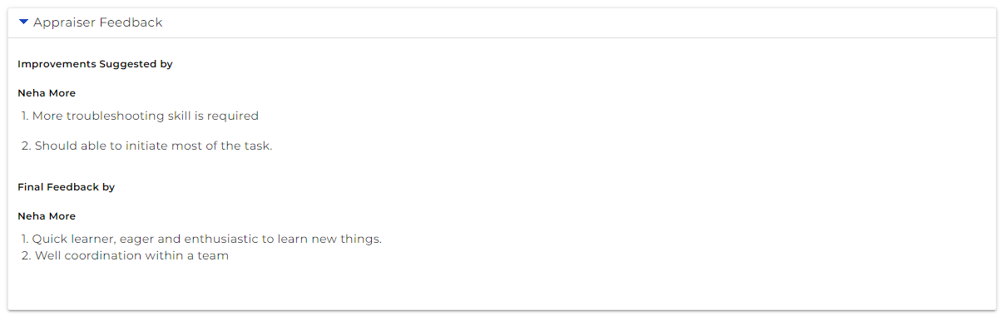 Appraiser Feedback
Improvements Suggested by
Neha More
1. More troubleshooting skill is required
2. Should able to initiate most of the task.
Final Feedback by
Neha More
1. Quick learner, eager and enthusiastic to learn new things.
2. Well coordination within a team